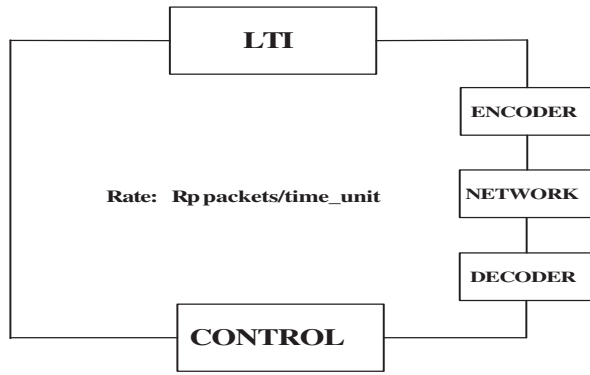 LTI
ENCODER
Rate: Rp packets/time_unit
NETWORK
DECODER
CONTROL